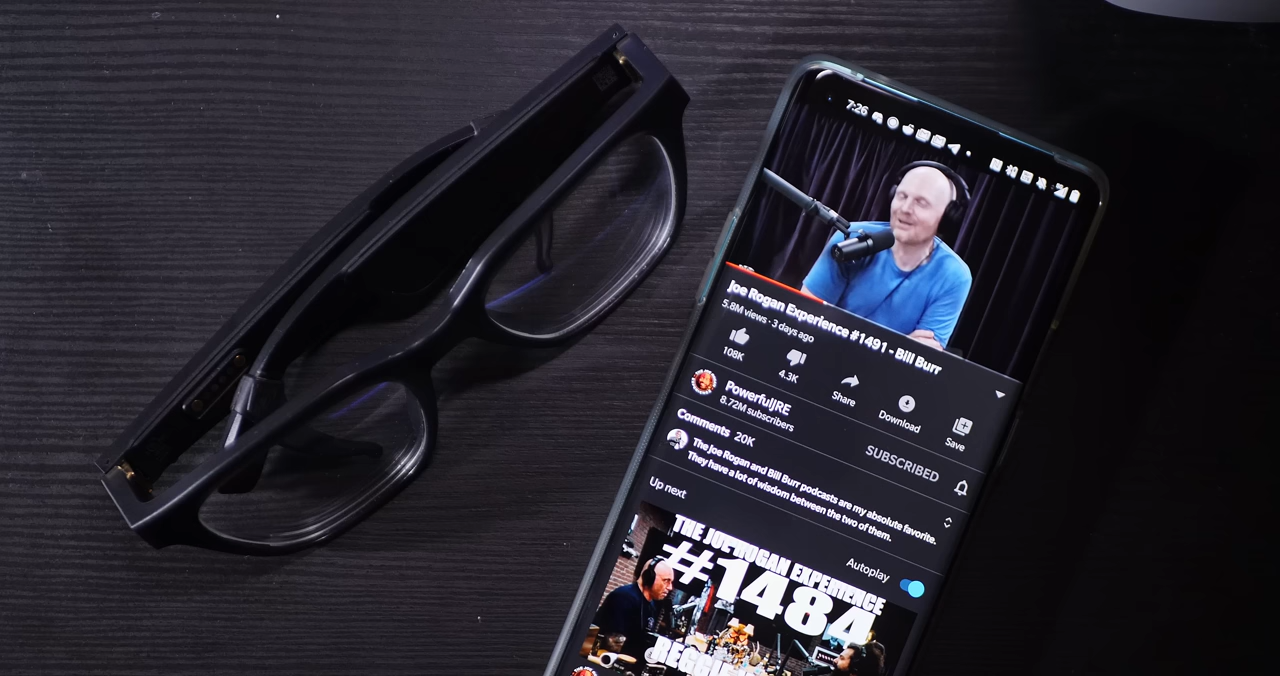 7:26
Joe Rogan Experience #1491 - Bill Burr
5.8M views · 3 days ago
108K
4.3K
Share
Download
Save
PowerfulJRE
8.72M subscribers
SUBSCRIBED
Comments 20K
The Joe Rogan and Bill Burr podcasts are my absolute favorite.
They have a lot of wisdom between the two of them.
Up next
Autoplay
THE JOE ROGAN EXPERIENCE
#1484